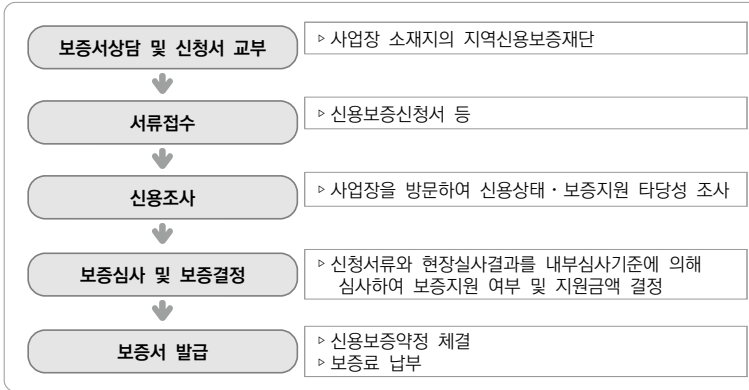 보증서상담 및 신청서 교부
▹ 사업장 소재지의 지역신용보증재단
서류접수
▹ 신용보증신청서 등
신용조사
▹ 사업장을 방문하여 신용상태·보증지원 타당성 조사
보증심사 및 보증결정
▹ 신청서류와 현장실사결과를 내부심사기준에 의해
심사하여 보증지원 여부 및 지원금액 결정
보증서 발급
▹ 신용보증약정 체결
▹ 보증료 납부